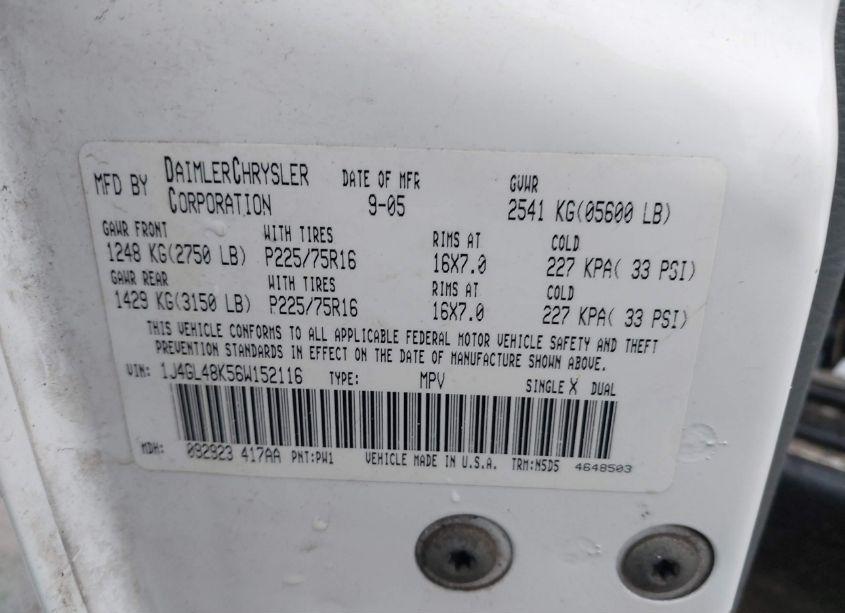 MFD BY DAIMLERCHRYSLER CORPORATION DATE OF MFR 9-05 GVWR 2541 KG(05600 LB)
GAWR FRONT WITH TIRES RIMS AT COLD
1248 KG(2750 LB) P225/75R16 16X7.0 227 KPA( 33 PSI)
GAWR REAR WITH TIRES RIMS AT COLD
1429 KG(3150 LB) P225/75R16 16X7.0 227 KPA( 33 PSI)
THIS VEHICLE CONFORMS TO ALL APPLICABLE FEDERAL MOTOR VEHICLE SAFETY AND THEFT
PREVENTION STANDARDS IN EFFECT ON THE DATE OF MANUFACTURE SHOWN ABOVE.
VIN: 1J4GL48K56W152116 TYPE: MPV SINGLE X DUAL
MDH: 092923 417AA PNT:PW1 VEHICLE MADE IN U.S.A. TRM:N5D5 4648503